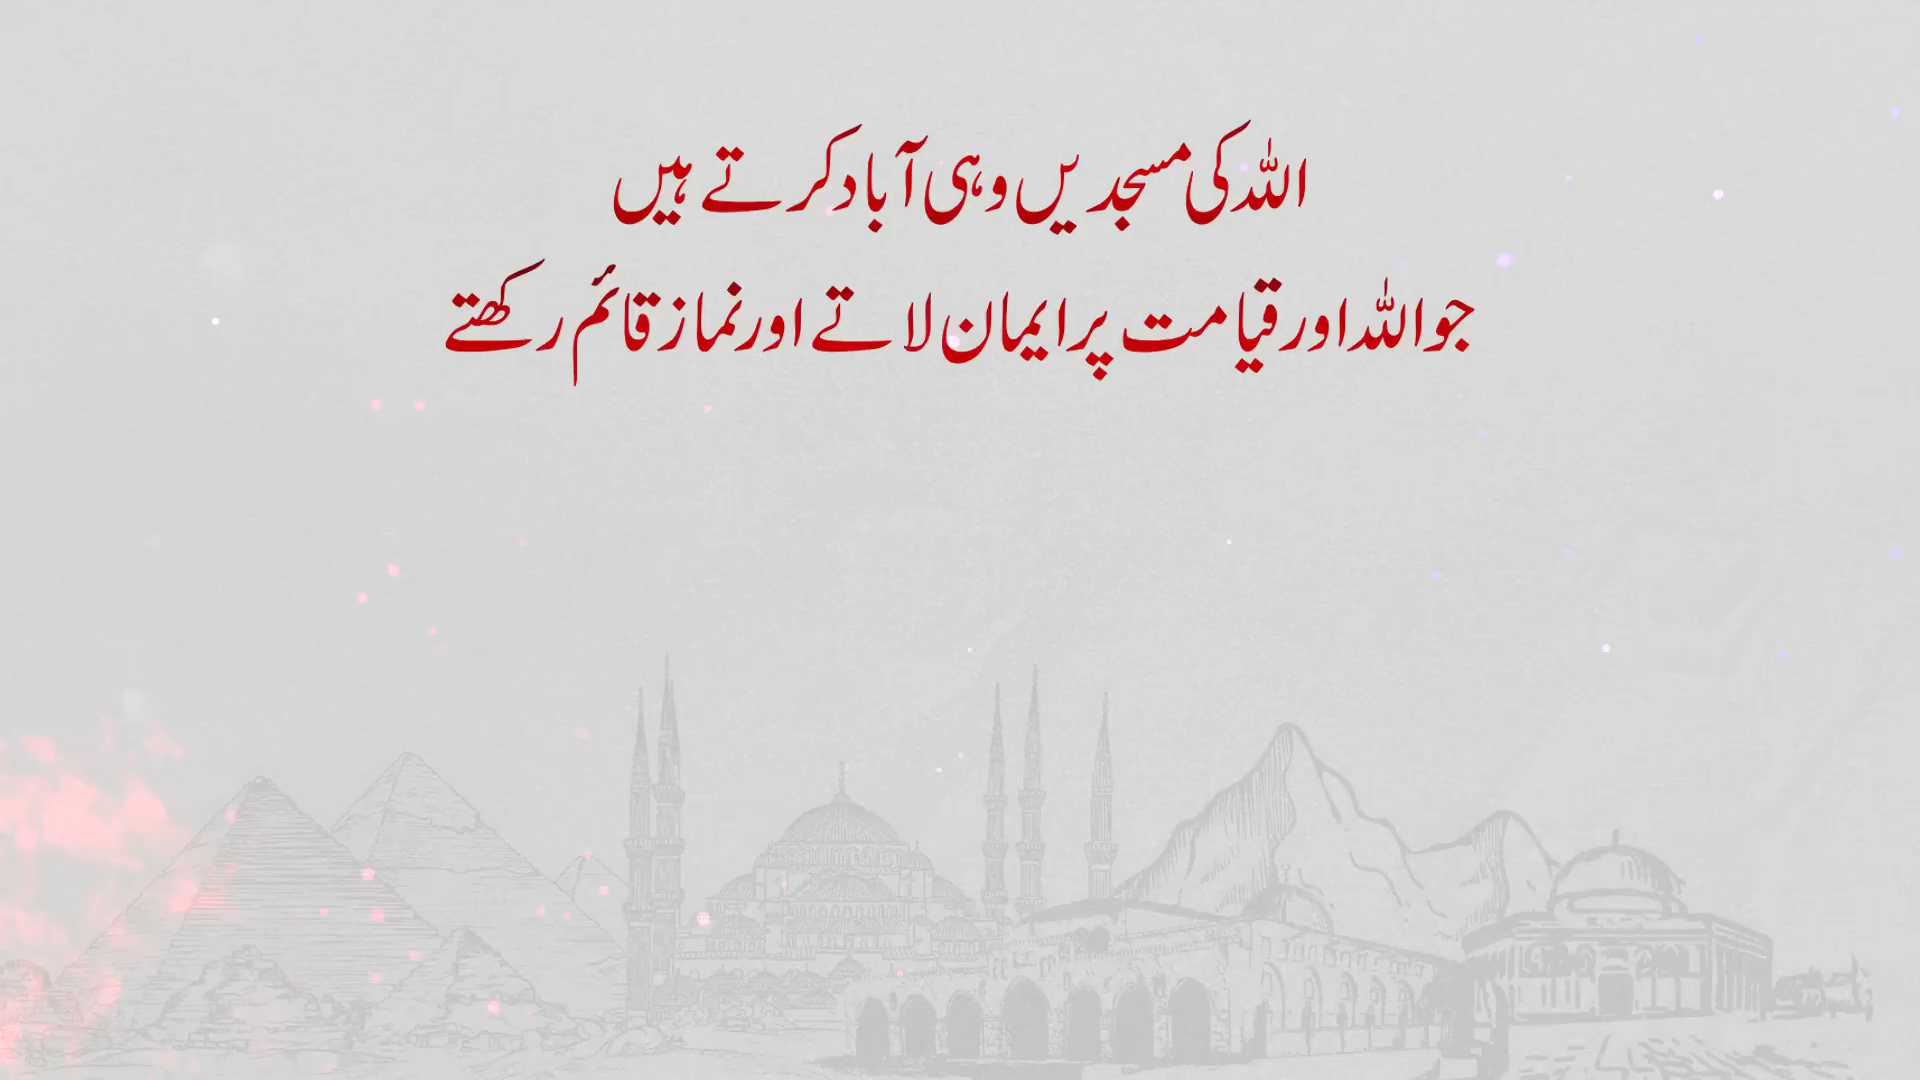 اللہ کی مسجدیں وہی آباد کرتے ہیں
جو اللہ اور قیامت پر ایمان لاتے اور نماز قائم رکھتے